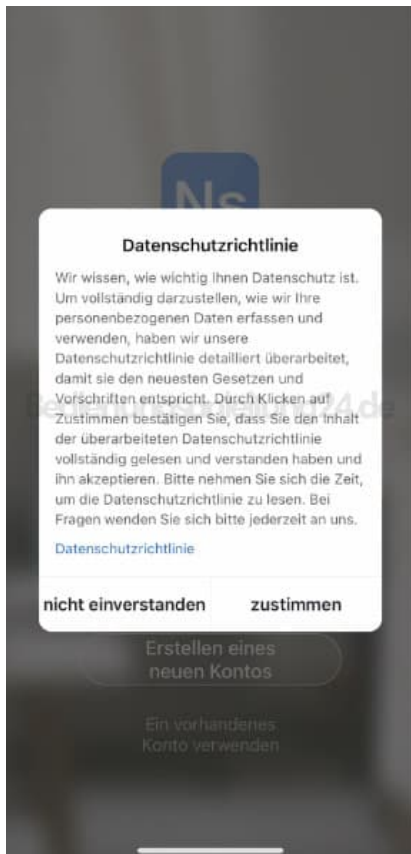 Ns
Datenschutzrichtlinie
Wir wissen, wie wichtig Ihnen Datenschutz ist.
Um vollständig darzustellen, wie wir Ihre
personenbezogenen Daten erfassen und
verwenden, haben wir unsere
Datenschutzrichtlinie detailliert überarbeitet,
damit sie den neuesten Gesetzen und
Vorschriften entspricht. Durch Klicken auf
Zustimmen bestätigen Sie, dass Sie den Inhalt
der überarbeiteten Datenschutzrichtlinie
vollständig gelesen und verstanden haben und
ihn akzeptieren. Bitte nehmen Sie sich die Zeit,
um die Datenschutzrichtlinie zu lesen. Bei
Fragen wenden Sie sich bitte jederzeit an uns.
Datenschutzrichtlinie
nicht einverstanden zustimmen
Erstellen eines
neuen Kontos
Ein vorhandenes
Konto verwenden